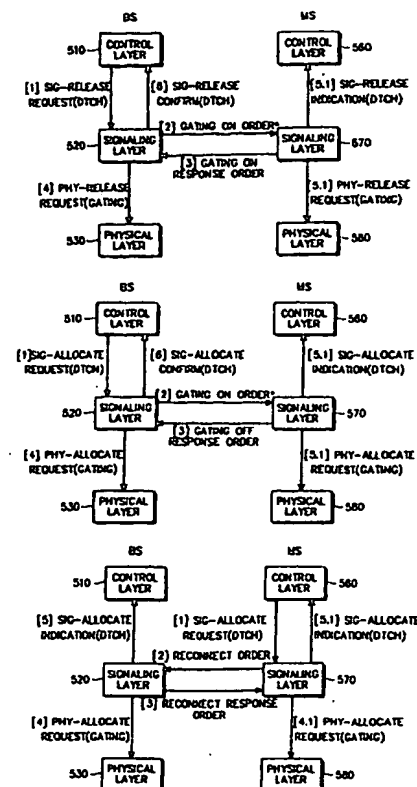 BS
MS
510
CONTROL LAYER
560
CONTROL LAYER
[1] SIG-RELEASE REQUEST(DTCH)
[8] SIG-RELEASE CONFIRM(DTCH)
[5.1] SIG-RELEASE INDICATION(DTCH)
[2] GATING ON ORDER*
520
SIGNALING LAYER
SIGNALING LAYER
570
[3] GATING ON RESPONSE ORDER
[4] PHY-RELEASE REQUEST(GATING)
[5.1] PHY-RELEASE REQUEST(GATING)
530
PHYSICAL LAYER
PHYSICAL LAYER
580
BS
MS
510
CONTROL LAYER
560
CONTROL LAYER
[1]SIG-ALLOCATE REQUEST(DTCH)
[6] SIG-ALLOCATE CONFIRM(DTCH)
[5.1] SIG-ALLOCATE INDICATION(DTCH)
[2] GATING ON ORDER*
520
SIGNALING LAYER
SIGNALING LAYER
570
[3] GATING OFF RESPONSE ORDER
[4] PHY-ALLOCATE REQUEST(GATING)
[5.1] PHY-ALLOCATE REQUEST(GATING)
530
PHYSICAL LAYER
PHYSICAL LAYER
580
BS
MS
510
CONTROL LAYER
560
CONTROL LAYER
[5] SIG-ALLOCATE INDICATION(DTCH)
[1] SIG-ALLOCATE REQUEST(DTCH)
[5.1] SIG-ALLOCATE INDICATION(DTCH)
[2] RECONNECT ORDER
520
SIGNALING LAYER
SIGNALING LAYER
570
[3] RECONNECT RESPONSE ORDER
[4] PHY-ALLOCATE REQUEST(GATING)
[4.1] PHY-ALLOCATE REQUEST(GATING)
530
PHYSICAL LAYER
PHYSICAL LAYER
580